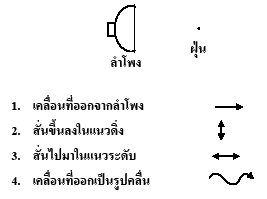 ลำโพง
ฝุ่น
1. เคลื่อนที่ออกจากลำโพง
2. สั่นขึ้นลงในแนวดิ่ง
3. สั่นไปมาในแนวระดับ
4. เคลื่อนที่ออกเป็นรูปคลื่น